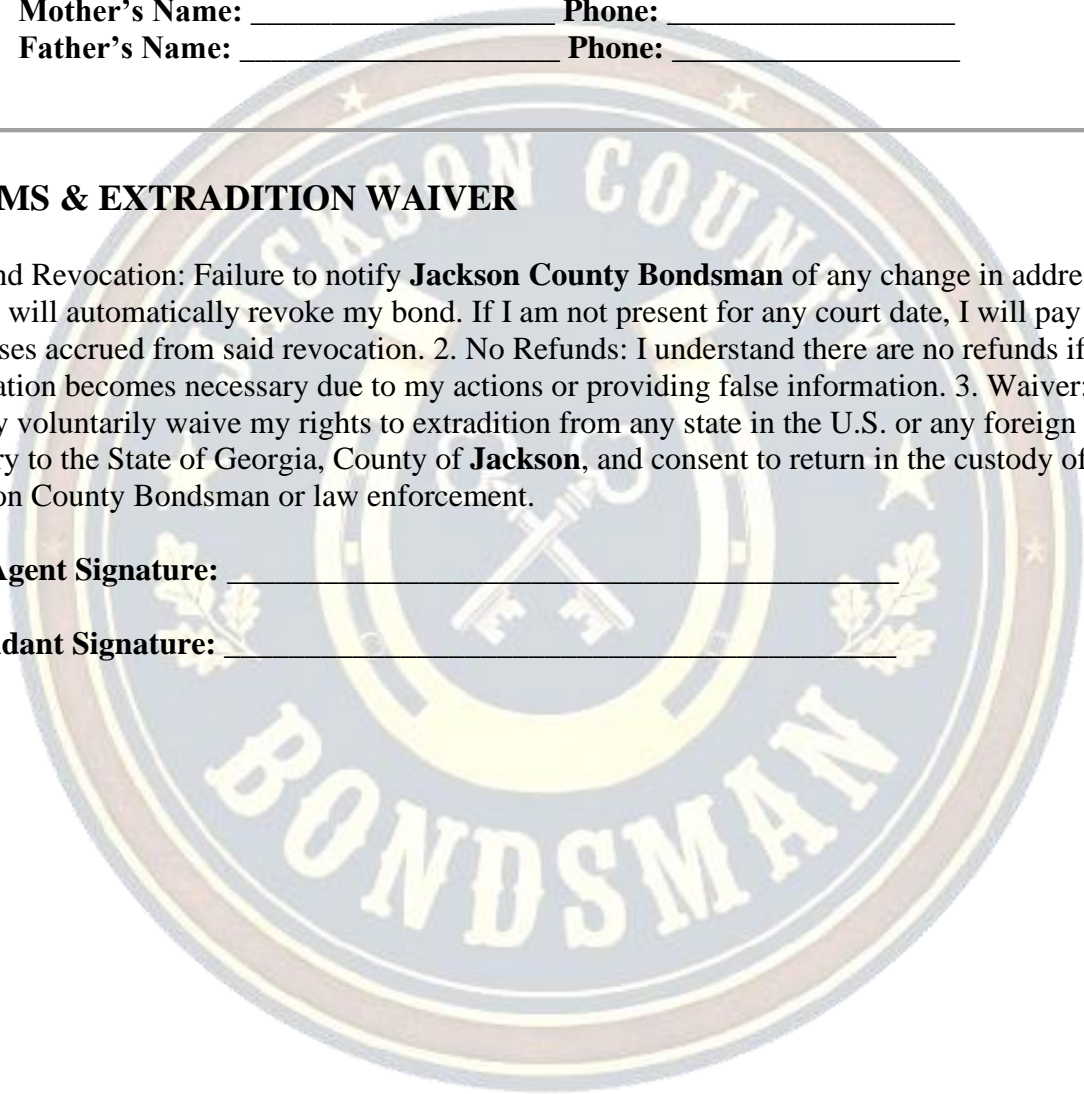 Mother’s Name: ___________________ Phone: __________________
Father’s Name: ____________________ Phone: __________________
MS & EXTRADITION WAIVER
nd Revocation: Failure to notify Jackson County Bondsman of any change in addre
will automatically revoke my bond. If I am not present for any court date, I will pay
ses accrued from said revocation. 2. No Refunds: I understand there are no refunds if
ation becomes necessary due to my actions or providing false information. 3. Waiver:
y voluntarily waive my rights to extradition from any state in the U.S. or any foreign
ry to the State of Georgia, County of Jackson, and consent to return in the custody of
on County Bondsman or law enforcement.
Agent Signature: __________________________________________
dant Signature: __________________________________________
JACKSON COUNTY
BONDSMAN